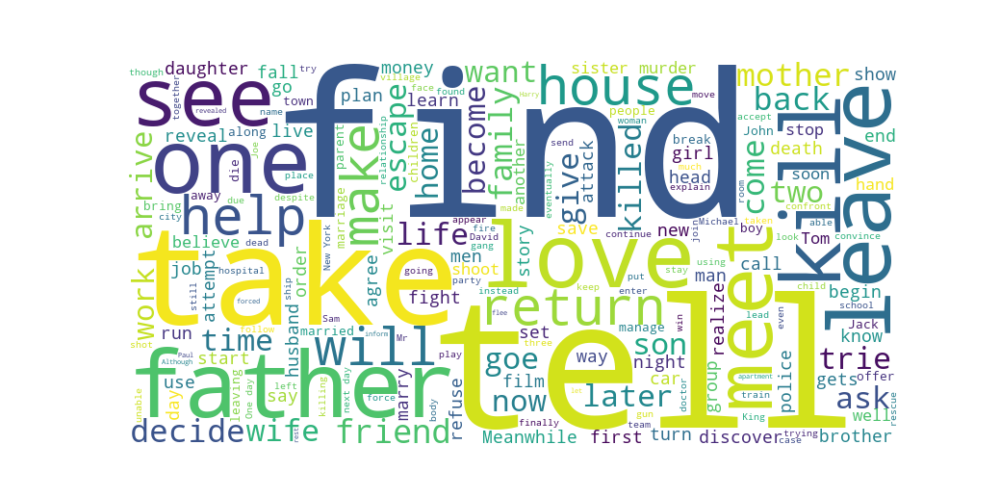 though
daughter
fall
try
money
want
house
sister murder
mother
show
see
find
together
revealed
go
town
name
plan
village
learn
escape
become
face
found
Harry
move
people
woman
back
leave
kill
arrive
reveal
along
live
one
Joe
die
place
parent
children
relationship
home
family
another
give
attack
killed
send
break
girl
head
explain
much
accept
John
stop
death
end
room
come
soon
two
hand
confront
away
due
despite
make
marriage
bring
city
help
eventually
made
save
join
Michael
taken
boy
able
Tom
look
convince
believe
dead
New York
visit
life
appear
fire
David
gang
story
continue
new
love
job
hospital
take
still
attempt
order
ship
agree
going
men
shoot
party
instead
keep
put
stay
enter
man
using
call
child
begin
school
work
forced
husband
Sam
fight
return
realize
meet
lead
even
Jack
know
run
follow
time
married
will
inform
flee
Mr
set
three
manage
win
son
trie
shot
Paul
Although
start
play
tell
goe
way
night
car
group
apartment
police
gets
offer
father
use
say
left
killing
next day
force
marry
body
film
doctor
train
ask
rescue
unable
day
leaving
One day
refuse
now
let
later
gun
team
King
well
decide
wife
rest
friend
finally
Meanwhile
first
turn
discover
trying
case
brother